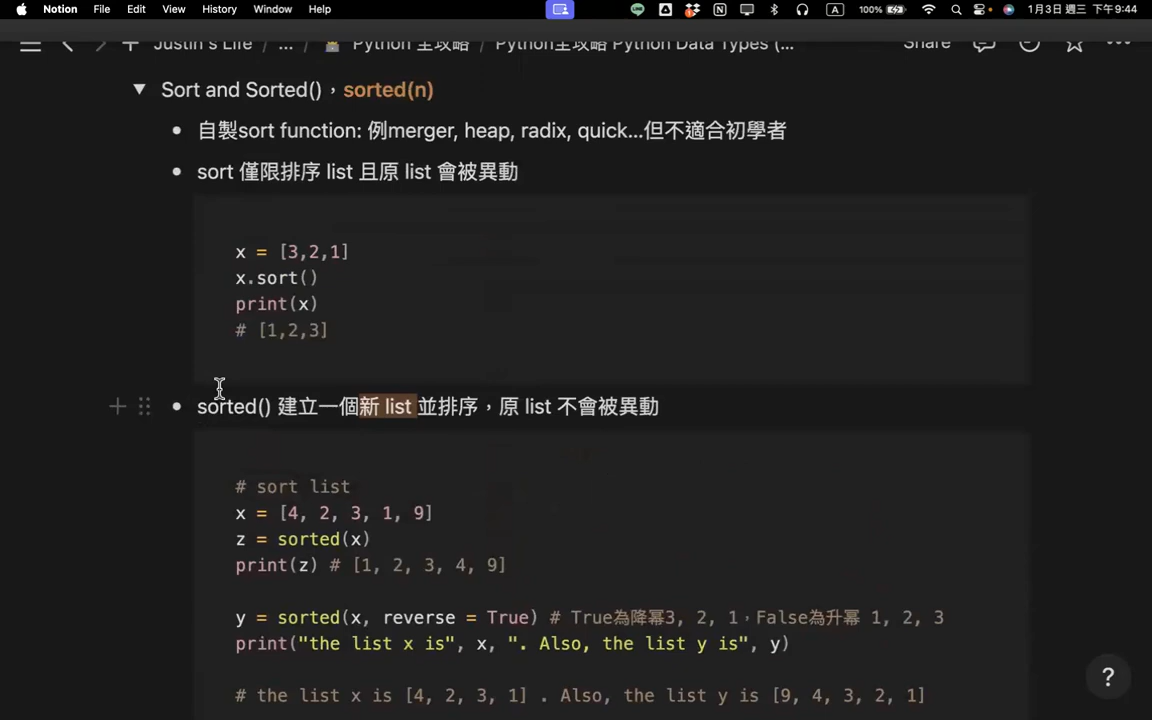 Notion File Edit View History Window Help 100% 1月3日週三 下午9:44
Justin's Life / ... / Python 全攻略 / Python全攻略 Python Data Types (... Share
Sort and Sorted()，sorted(n)
自製sort function: 例merger, heap, radix, quick...但不適合初學者
sort 僅限排序 list 且原 list 會被異動
x = [3,2,1]
x.sort()
print(x)
# [1,2,3]
sorted() 建立一個新 list 並排序，原 list 不會被異動
# sort list
x = [4, 2, 3, 1, 9]
z = sorted(x)
print(z) # [1, 2, 3, 4, 9]
y = sorted(x, reverse = True) # True為降冪3, 2, 1，False為升冪 1, 2, 3
print("the list x is", x, ". Also, the list y is", y)
# the list x is [4, 2, 3, 1] . Also, the list y is [9, 4, 3, 2, 1]
?